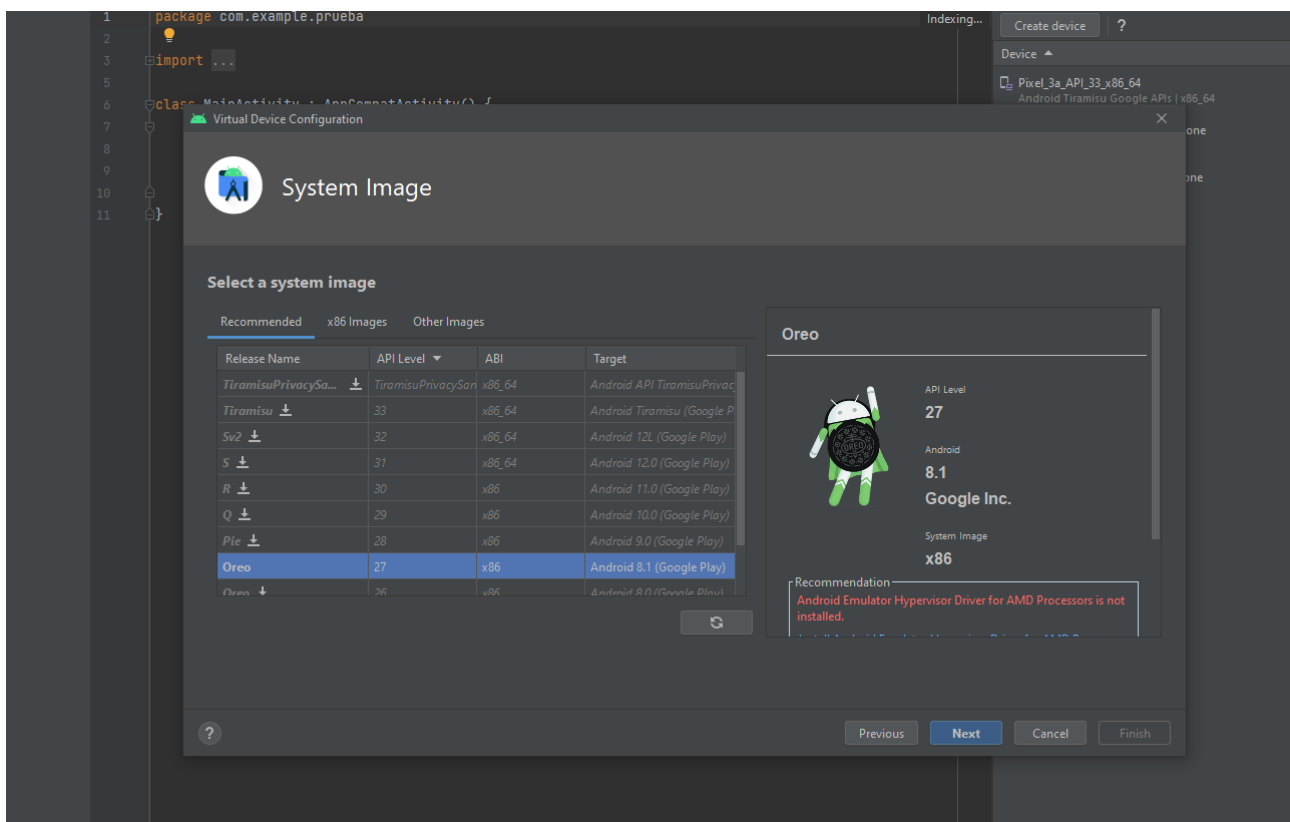 1 package com.example.prueba
Indexing...
Create device ?
2
Device
3 import ...
5
Pixel_3a_API_33_x86_64
Android Tiramisu Google APIs | x86_64
6 class MainActivity : AppCompatActivity() {
7
8
9
10
11 }
one
one
Virtual Device Configuration
System Image
Select a system image
Recommended x86 Images Other Images
Release Name API Level ABI Target
TiramisuPrivacySa... TiramisuPrivacySan x86_64 Android API TiramisuPrivac
Tiramisu 33 x86_64 Android Tiramisu (Google P
Sv2 32 x86_64 Android 12L (Google Play)
S 31 x86_64 Android 12.0 (Google Play)
R 30 x86 Android 11.0 (Google Play)
Q 29 x86 Android 10.0 (Google Play)
Pie 28 x86 Android 9.0 (Google Play)
Oreo 27 x86 Android 8.1 (Google Play)
Oreo 26 x86 Android 8.0 (Google Play)
Oreo
OREO
API Level
27
Android
8.1
Google Inc.
System Image
x86
Recommendation
Android Emulator Hypervisor Driver for AMD Processors is not
installed.
?
Previous Next Cancel Finish